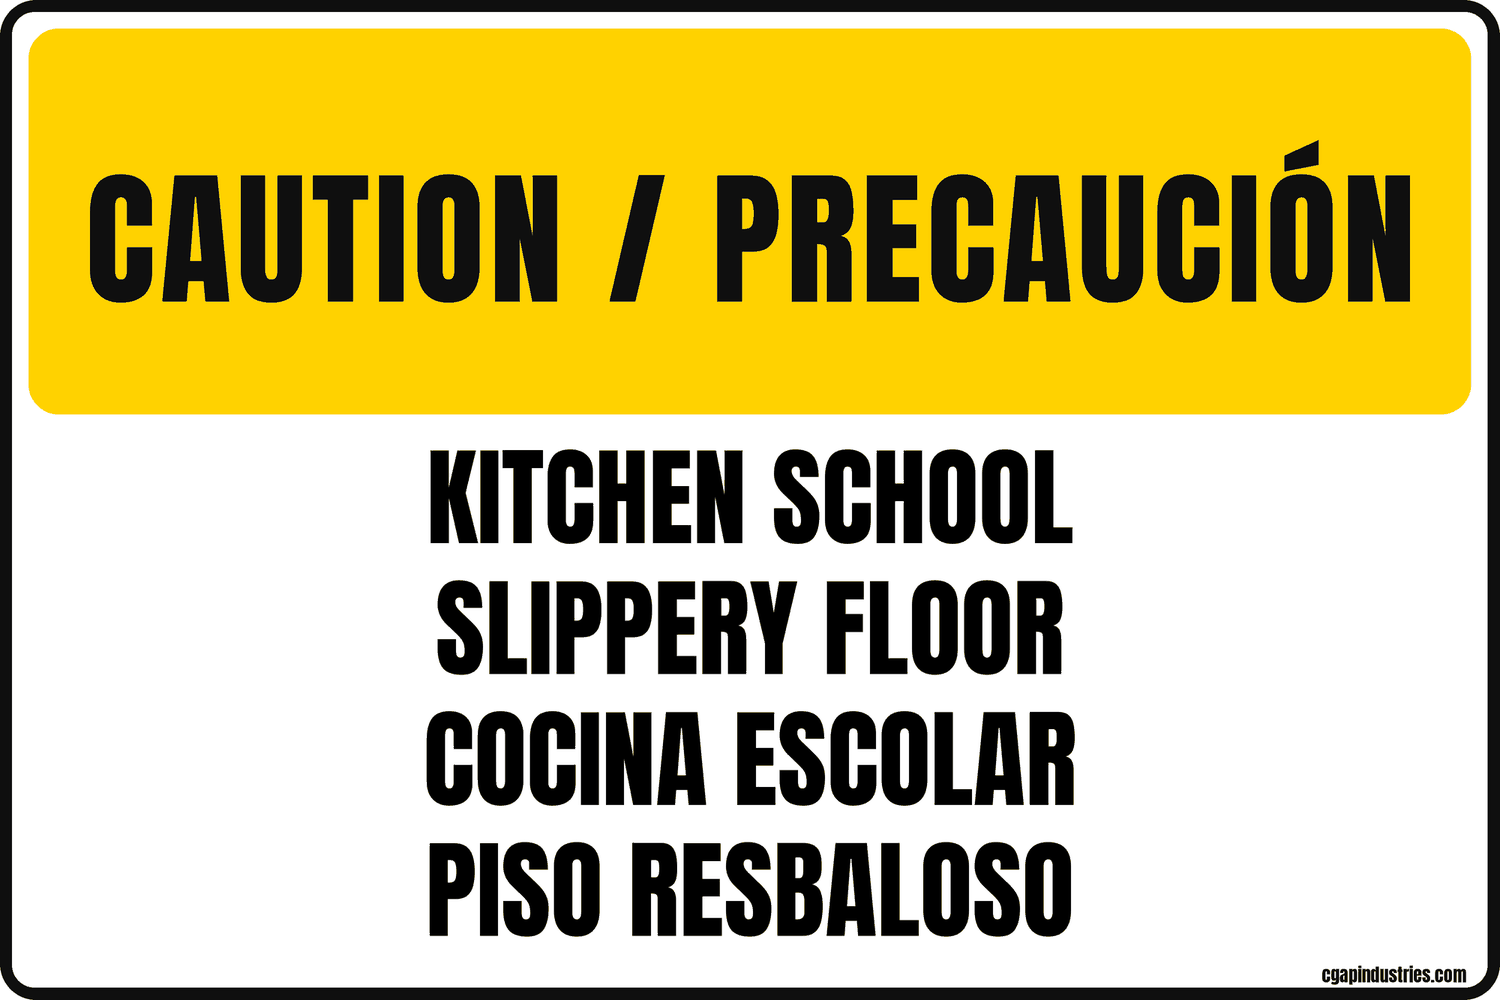 CAUTION / PRECAUCIÓN
KITCHEN SCHOOL
SLIPPERY FLOOR
COCINA ESCOLAR
PISO RESBALOSO
cgapindustries.com